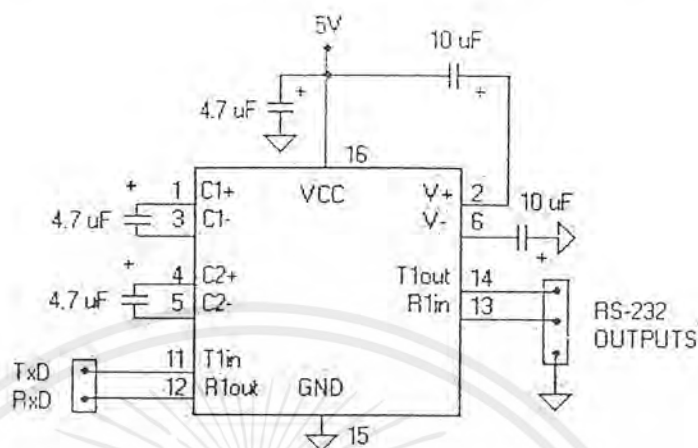 5V
10 uF
+
+
4.7 uF
16
VCC
+
1 C1+
3 C1-
4.7 uF
V+ 2
V- 6
10 uF
+
+
4 C2+
5 C2-
4.7 uF
T1out 14
R1in 13
RS-232
OUTPUTS
TxD
RxD
11 T1in
12 R1out
GND
15